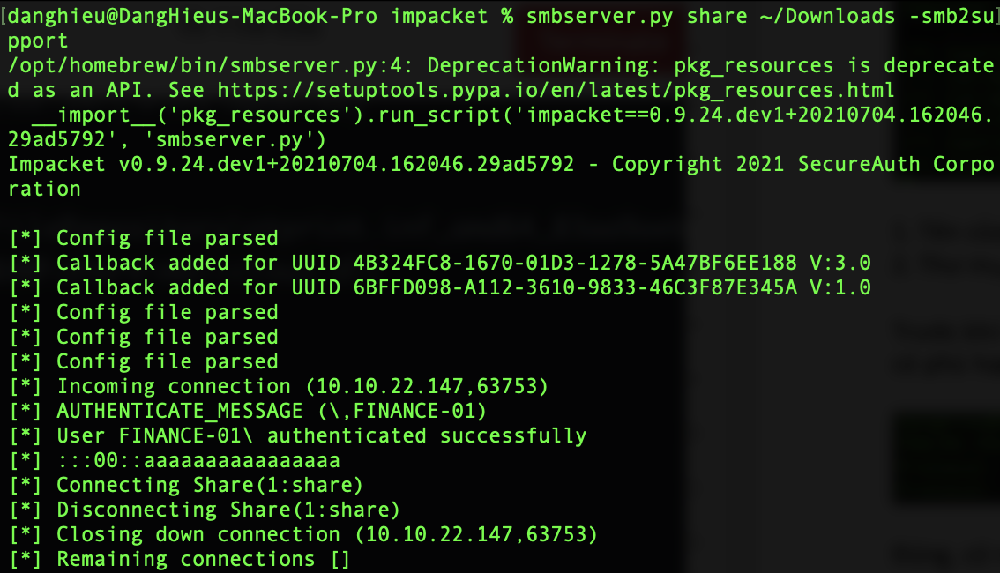 [danghieu@DangHieus-MacBook-Pro impacket % smbserver.py share ~/Downloads -smb2su]
pport
/opt/homebrew/bin/smbserver.py:4: DeprecationWarning: pkg_resources is deprecate
d as an API. See https://setuptools.pypa.io/en/latest/pkg_resources.html
  __import__('pkg_resources').run_script('impacket==0.9.24.dev1+20210704.162046.
29ad5792', 'smbserver.py')
Impacket v0.9.24.dev1+20210704.162046.29ad5792 - Copyright 2021 SecureAuth Corpo
ration

[*] Config file parsed
[*] Callback added for UUID 4B324FC8-1670-01D3-1278-5A47BF6EE188 V:3.0
[*] Callback added for UUID 6BFFD098-A112-3610-9833-46C3F87E345A V:1.0
[*] Config file parsed
[*] Config file parsed
[*] Config file parsed
[*] Incoming connection (10.10.22.147,63753)
[*] AUTHENTICATE_MESSAGE (\,FINANCE-01)
[*] User FINANCE-01\ authenticated successfully
[*] :::00::aaaaaaaaaaaaaaaa
[*] Connecting Share(1:share)
[*] Disconnecting Share(1:share)
[*] Closing down connection (10.10.22.147,63753)
[*] Remaining connections []